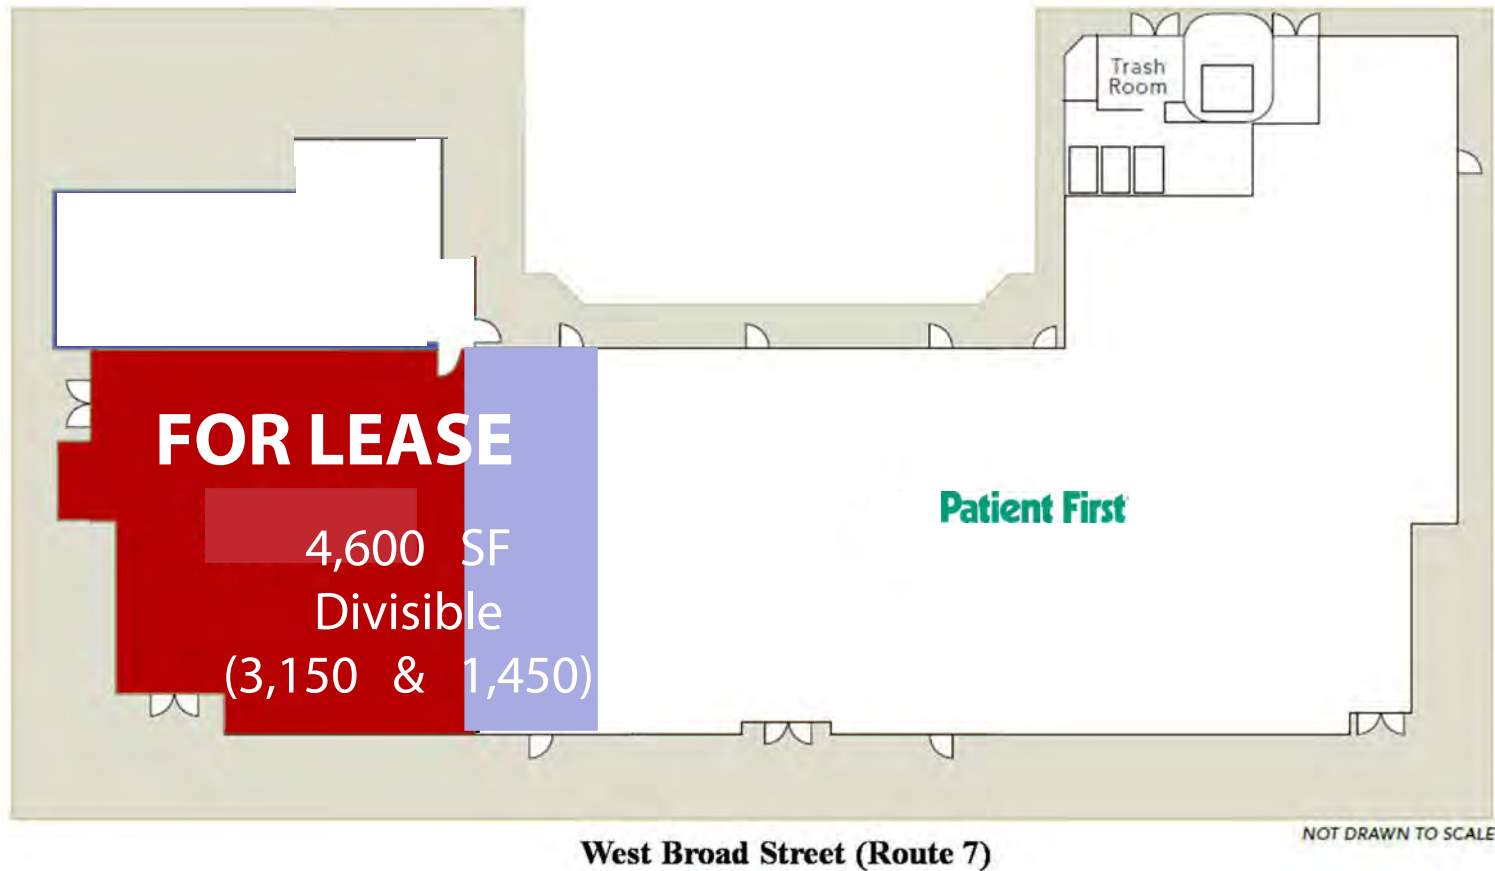 Trash
Room
FOR LEASE
4,600 SF
Divisible
(3,150 & 1,450)
Patient First
NOT DRAWN TO SCALE
West Broad Street (Route 7)